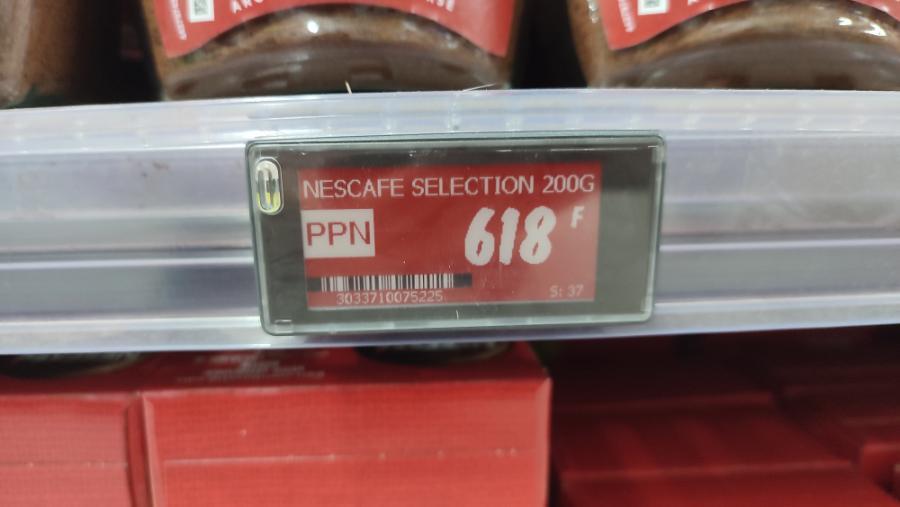 NESCAFE SELECTION 200G
PPN
618 F
3033710075225
S: 37